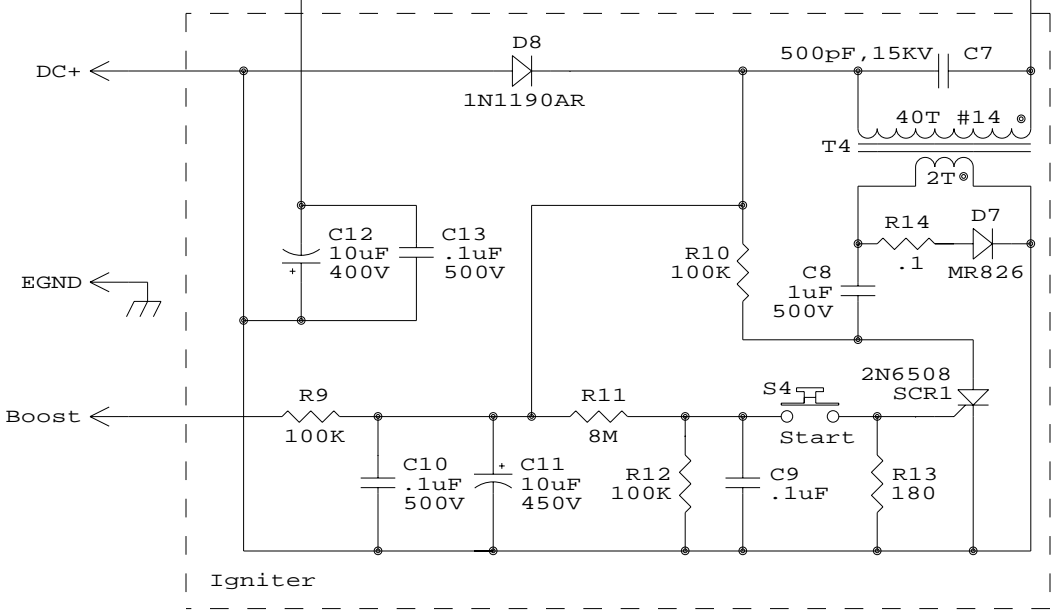 D8
DC+
500pF,15KV
C7
1N1190AR
40T #14
T4
2T
C12
10uF
400V
+
C13
.1uF
500V
R10
100K
R14
.1
D7
MR826
C8
1uF
500V
EGND
2N6508
SCR1
S4
Start
R9
100K
Boost
R11
8M
C10
.1uF
500V
+
C11
10uF
450V
R12
100K
C9
.1uF
R13
180
Igniter